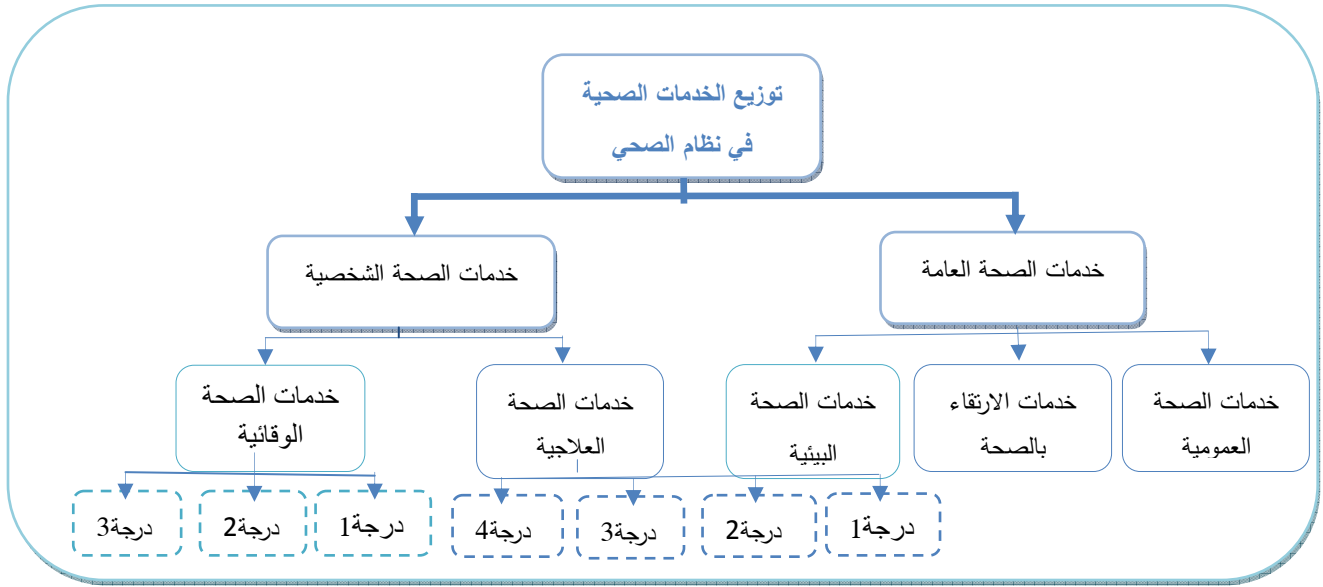 توزيع الخدمات الصحية
في نظام الصحي
خدمات الصحة العامة
خدمات الصحة الشخصية
خدمات الصحة
العمومية
خدمات الارتقاء
بالصحة
خدمات الصحة
البيئية
خدمات الصحة
العلاجية
خدمات الصحة
الوقائية
درجة1
درجة2
درجة3
درجة4
درجة1
درجة2
درجة3